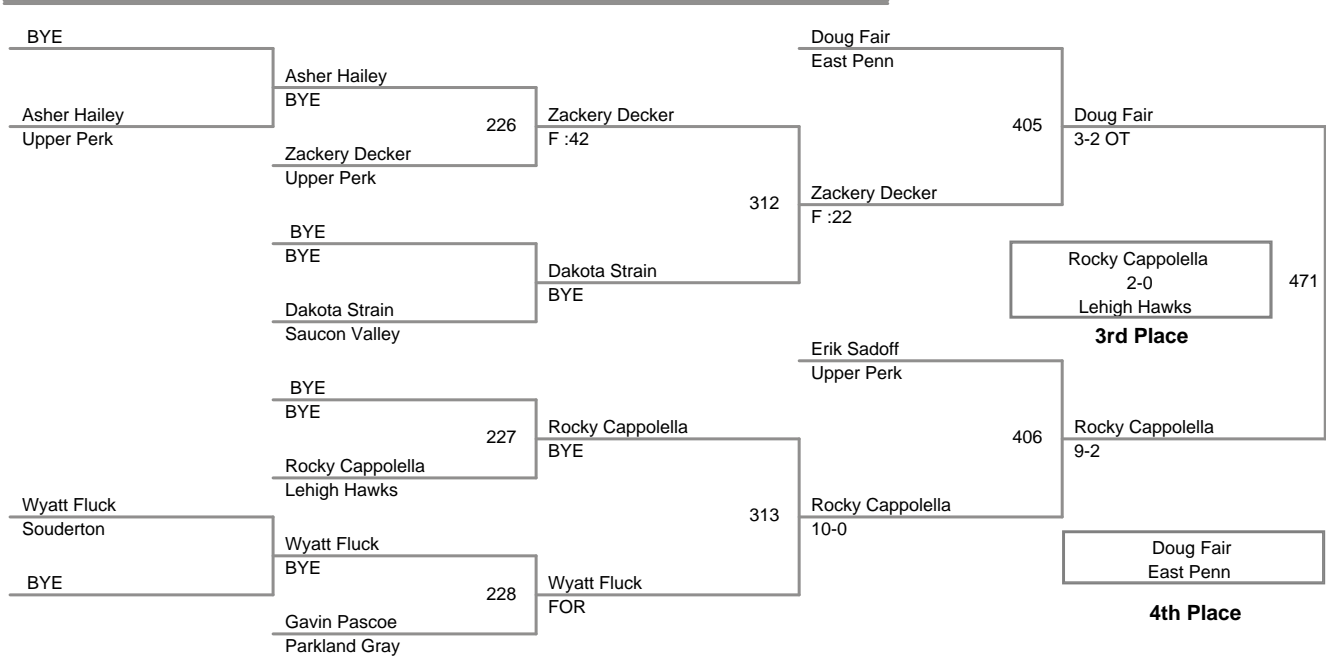 BYE
Asher Hailey
Upper Perk
Asher Hailey
BYE
Zackery Decker
Upper Perk
226
Zackery Decker
F :42
BYE
BYE
Dakota Strain
Saucon Valley
Dakota Strain
BYE
312
Zackery Decker
F :22
Doug Fair
East Penn
405
Doug Fair
3-2 OT
Rocky Cappolella
2-0
Lehigh Hawks
3rd Place
471
Erik Sadoff
Upper Perk
406
Rocky Cappolella
9-2
BYE
BYE
227
Rocky Cappolella
Lehigh Hawks
Rocky Cappolella
BYE
313
Rocky Cappolella
10-0
Wyatt Fluck
Souderton
BYE
Wyatt Fluck
BYE
228
Gavin Pascoe
Parkland Gray
Wyatt Fluck
FOR
Doug Fair
East Penn
4th Place